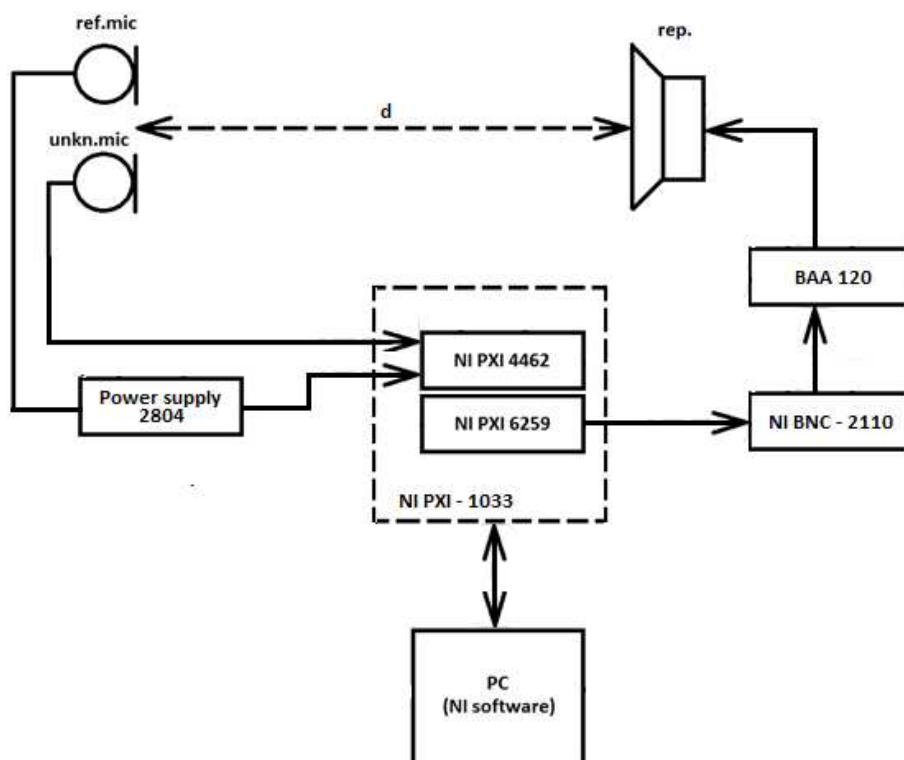 ref.mic
rep.
d
unkn.mic
BAA 120
NI PXI 4462
Power supply
2804
NI PXI 6259
NI BNC - 2110
NI PXI - 1033
PC
(NI software)